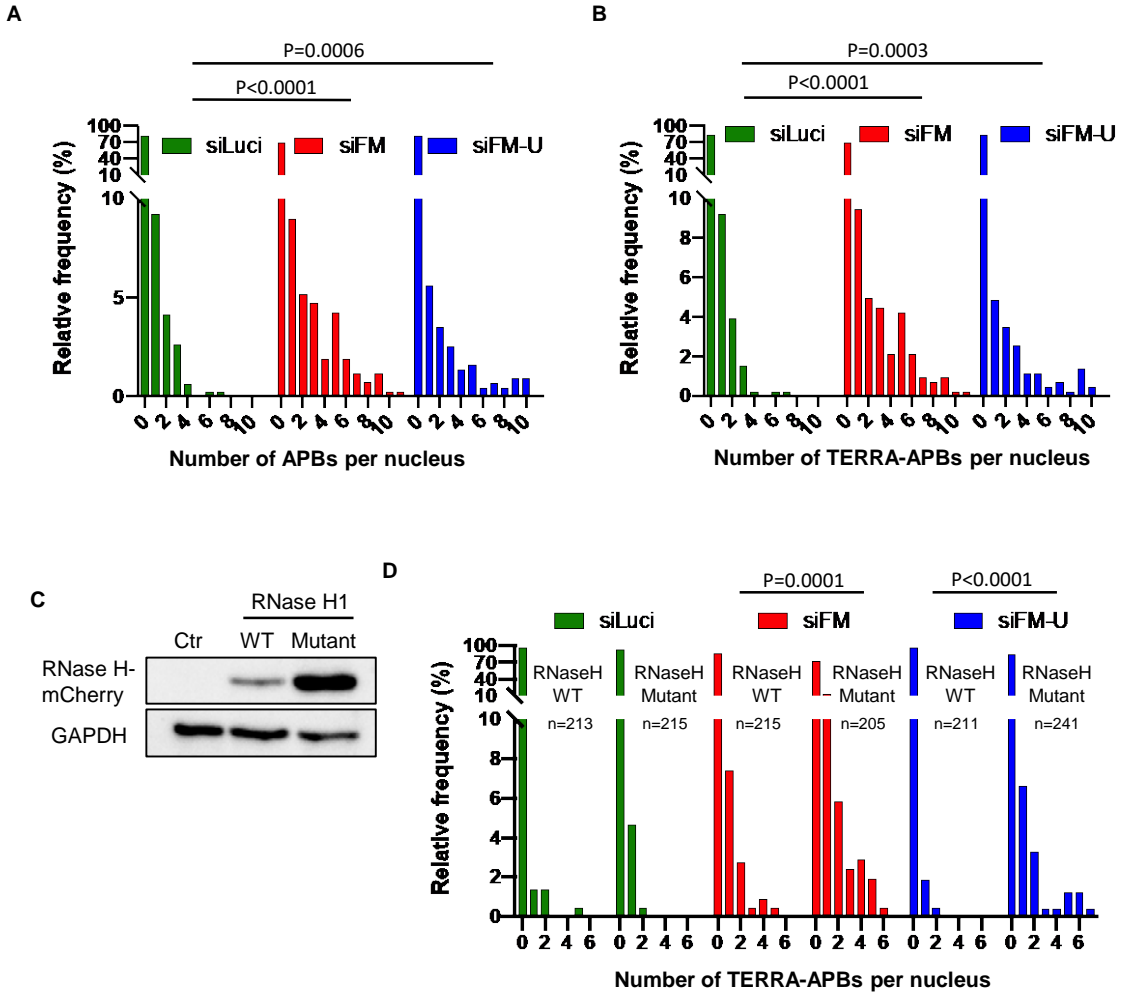 A
P=0.0006
P<0.0001
siLuci siFM siFM-U
100
70
40
10
10
5
0
Relative frequency (%)
0 2 4 6 8 10 0 2 4 6 8 10 0 2 4 6 8 10
Number of APBs per nucleus
B
P=0.0003
P<0.0001
siLuci siFM siFM-U
100
70
40
10
10
8
6
4
2
0
Relative frequency (%)
0 2 4 6 8 10 0 2 4 6 8 10 0 2 4 6 8 10
Number of TERRA-APBs per nucleus
C
RNase H1
Ctr WT Mutant
RNase H-
mCherry
GAPDH
D
P=0.0001 P<0.0001
siLuci siFM siFM-U
100
70
40
10
10
8
6
4
2
0
Relative frequency (%)
RNaseH RNaseH RNaseH RNaseH RNaseH RNaseH
WT Mutant WT Mutant WT Mutant
n=213 n=215 n=215 n=205 n=211 n=241
0 2 4 6 0 2 4 6 0 2 4 6 0 2 4 6 0 2 4 6 0 2 4 6
Number of TERRA-APBs per nucleus